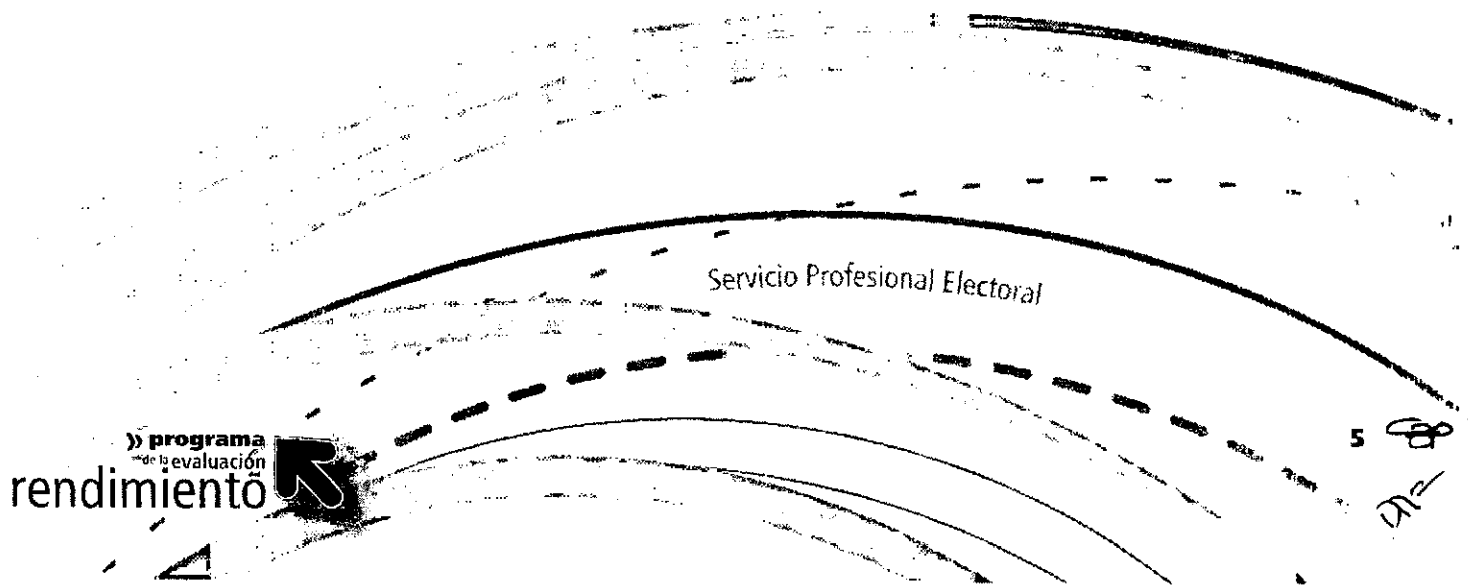 Servicio Profesional Electoral
» programa
de la evaluación
rendimiento
5